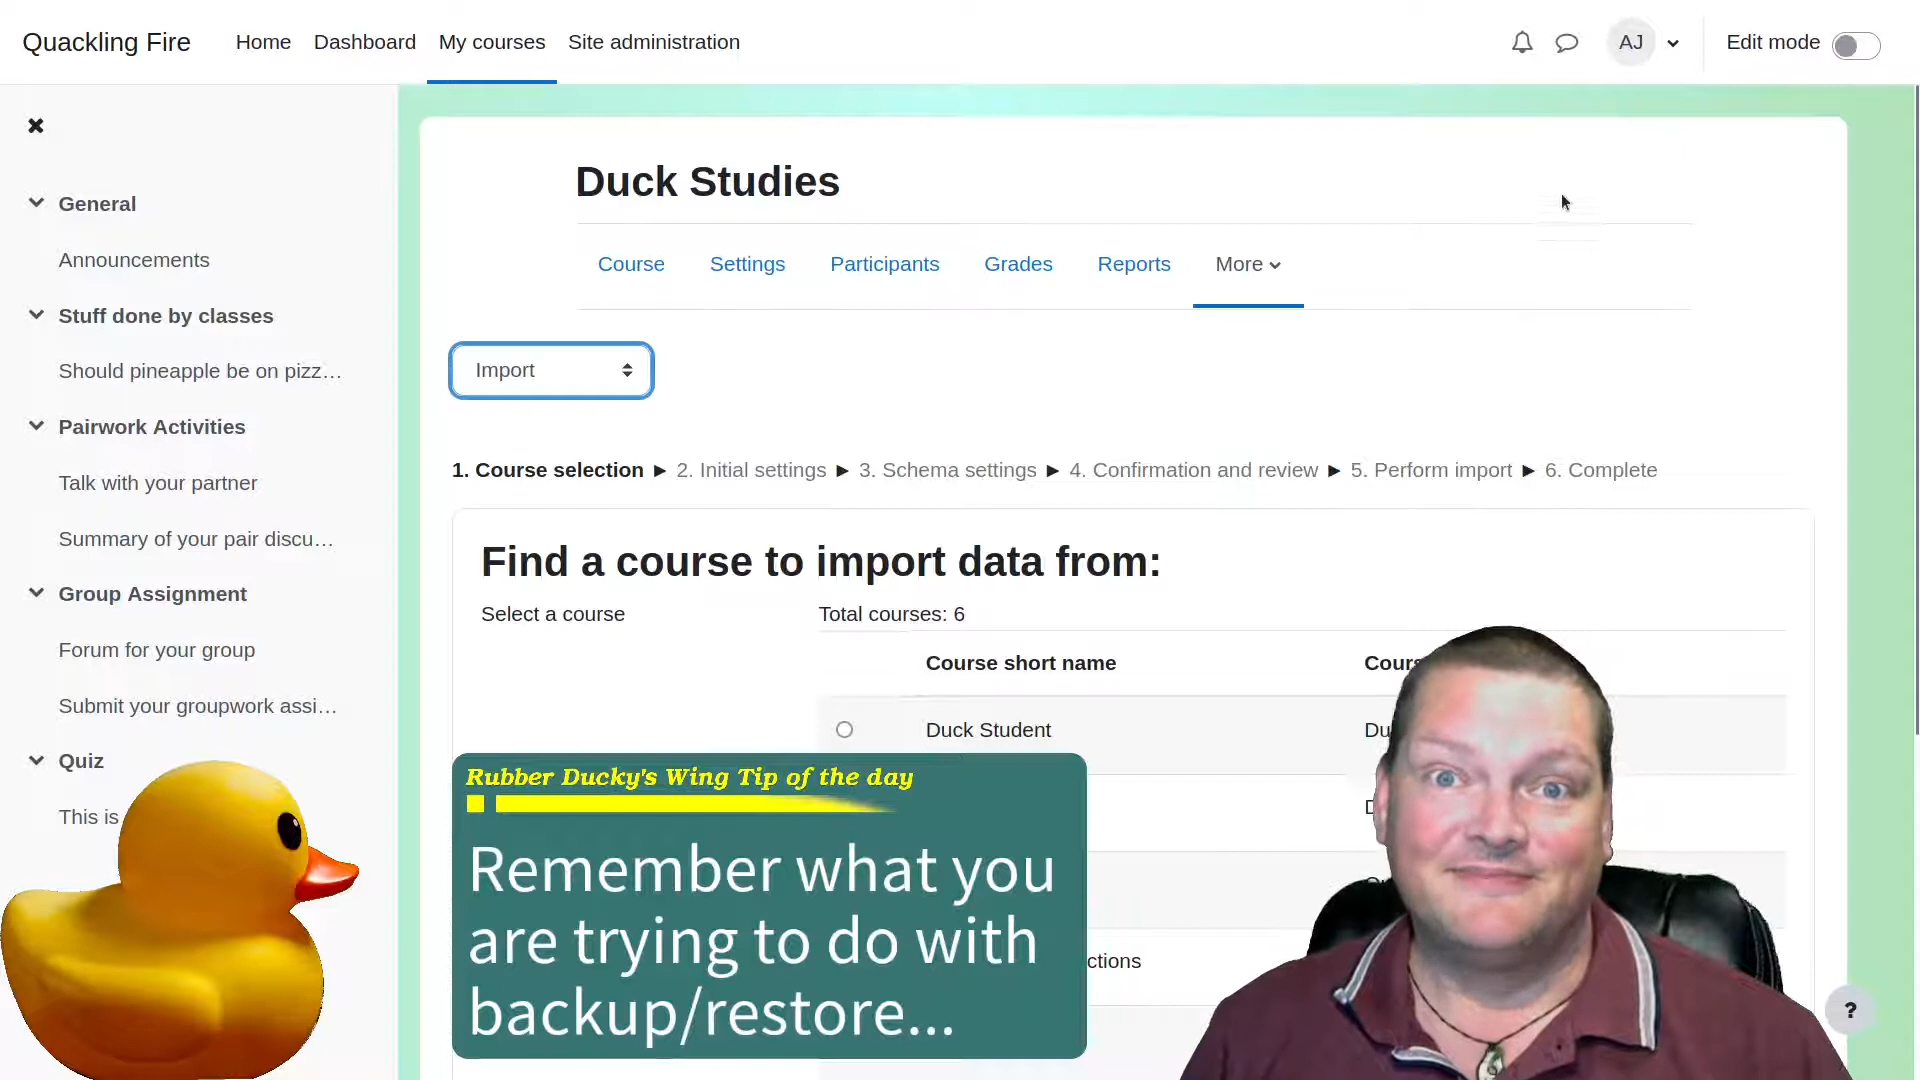 Quackling Fire Home Dashboard My courses Site administration AJ Edit mode
General
Announcements
Stuff done by classes
Should pineapple be on pizz...
Pairwork Activities
Talk with your partner
Summary of your pair discu...
Group Assignment
Forum for your group
Submit your groupwork assi...
Quiz
This is
Duck Studies
Course Settings Participants Grades Reports More
Import
1. Course selection ► 2. Initial settings ► 3. Schema settings ► 4. Confirmation and review ► 5. Perform import ► 6. Complete
Find a course to import data from:
Select a course
Total courses: 6
Course short name
Duck Student
Rubber Ducky's Wing Tip of the day
Remember what you
are trying to do with
backup/restore...
?